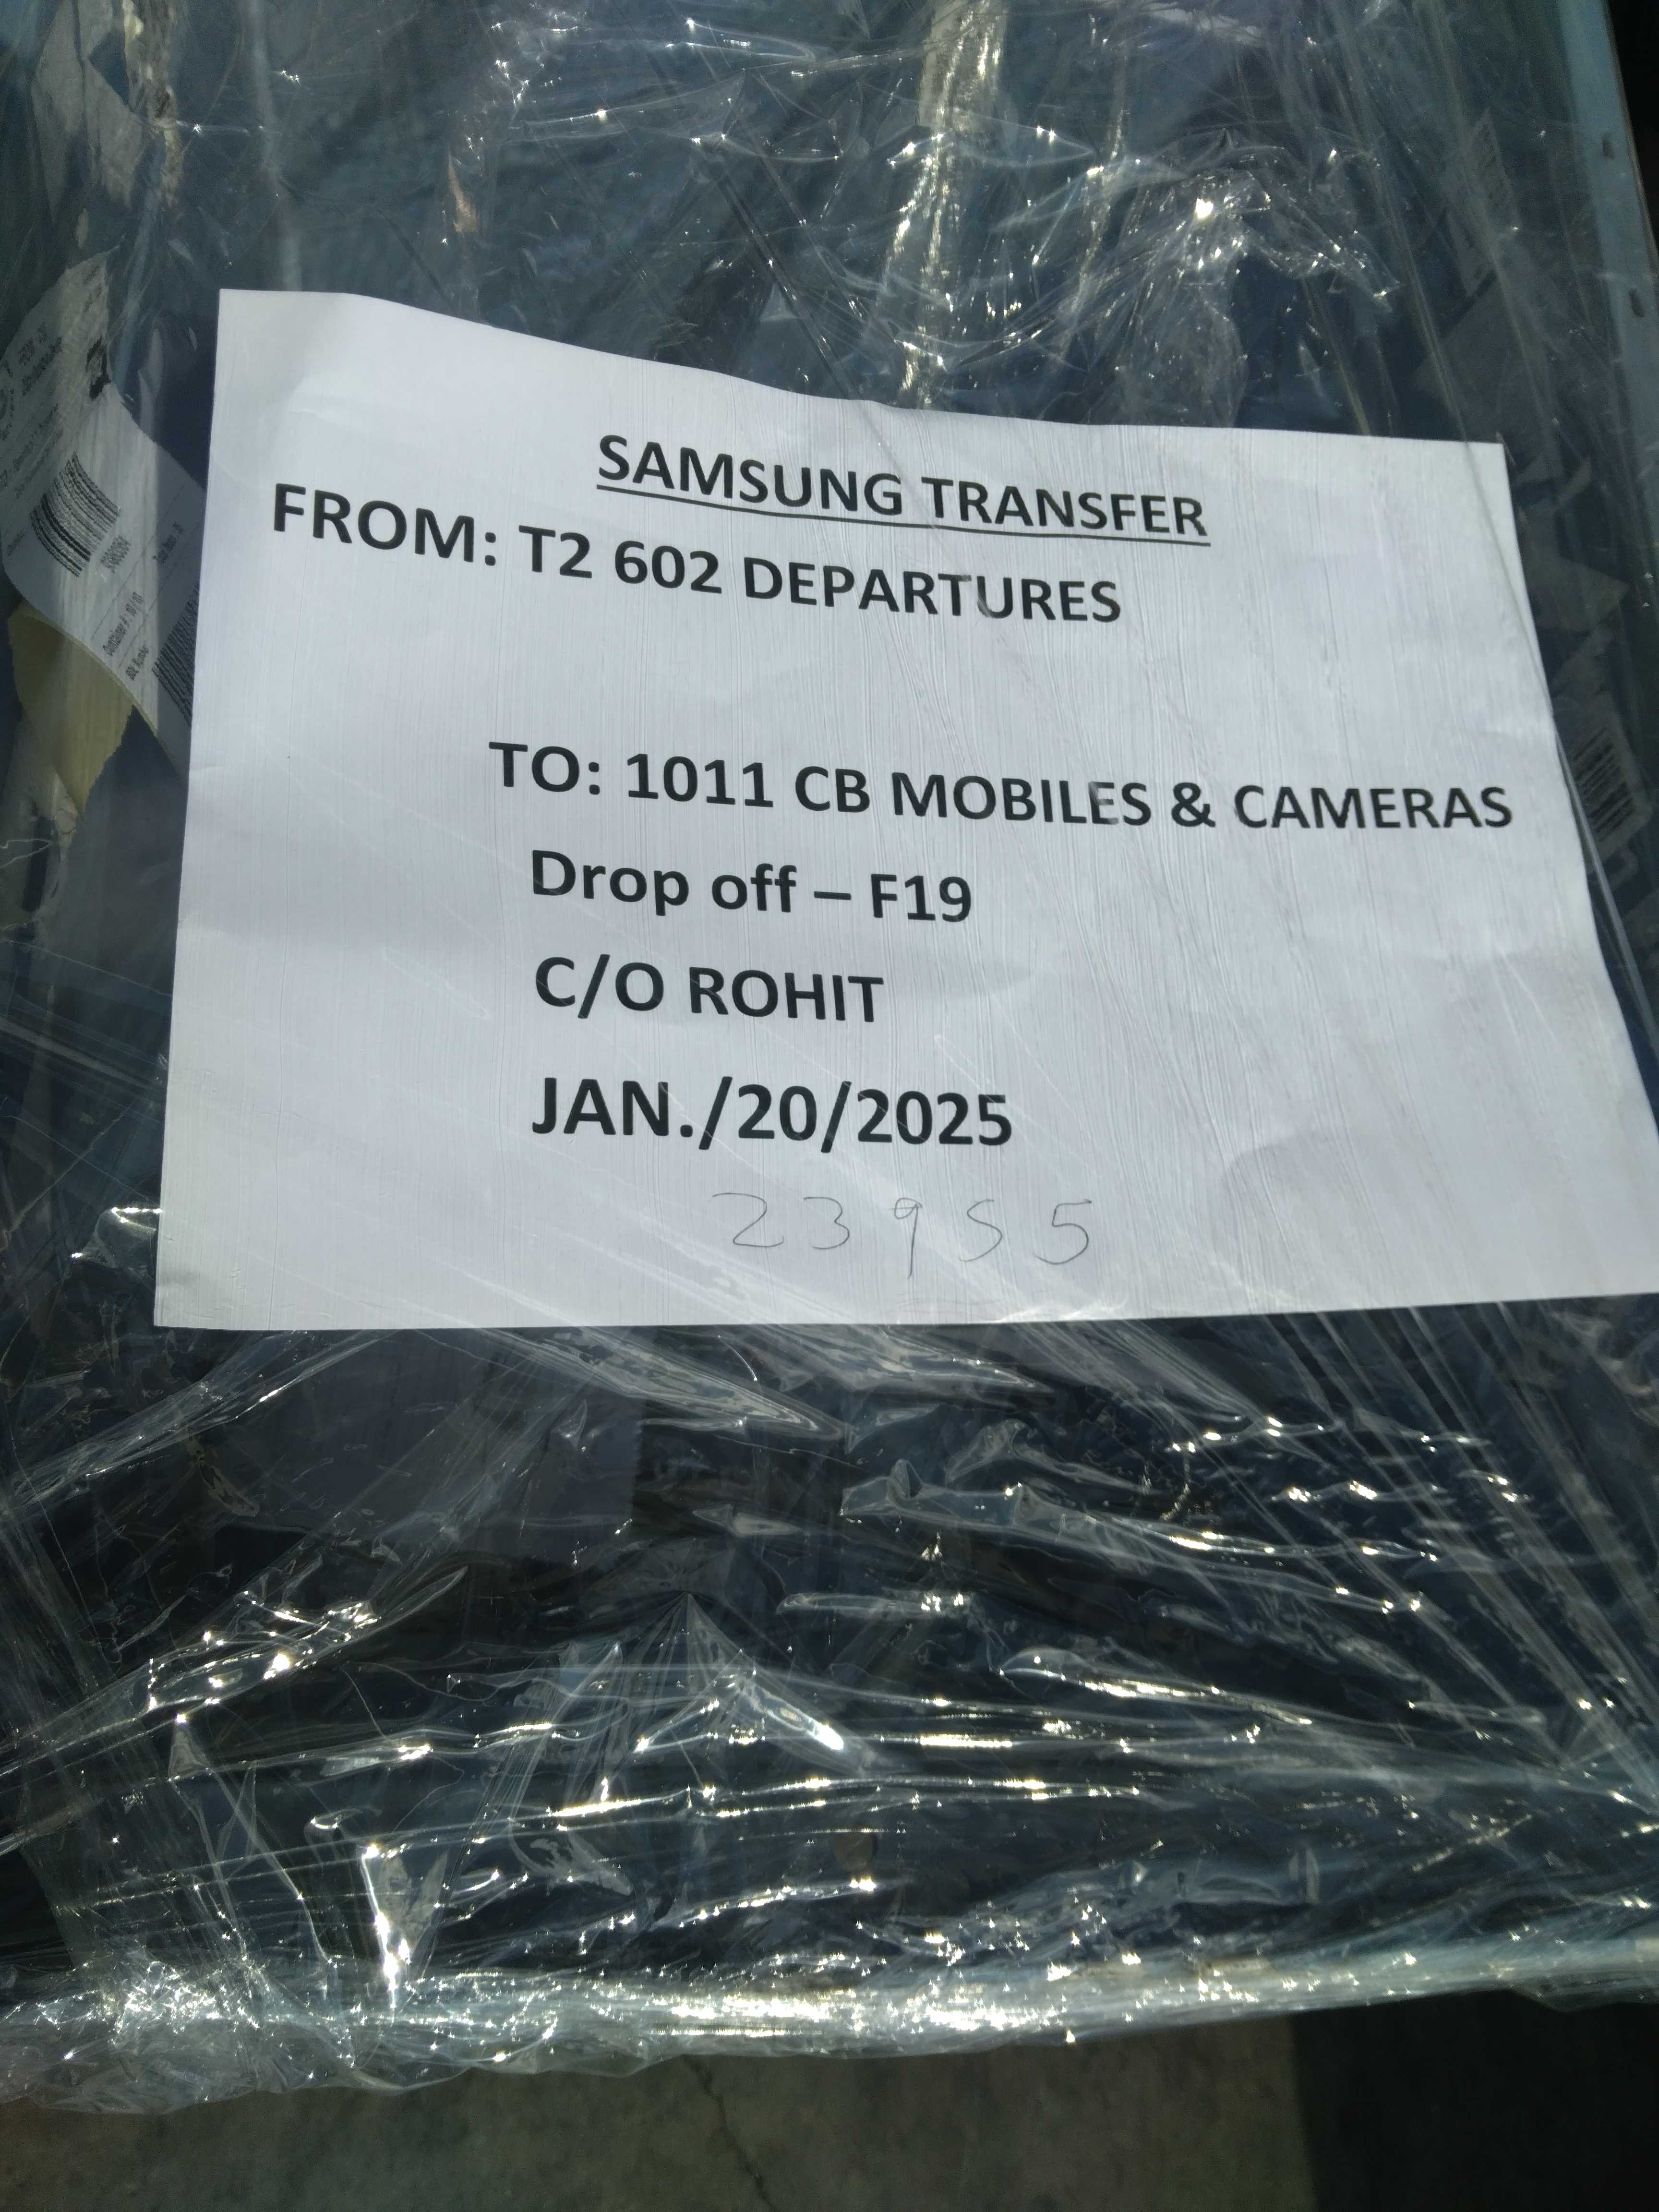 SAMSUNG TRANSFER
FROM: T2 602 DEPARTURES
TO: 1011 CB MOBILES & CAMERAS
Drop off – F19
C/O ROHIT
JAN./20/2025
23955